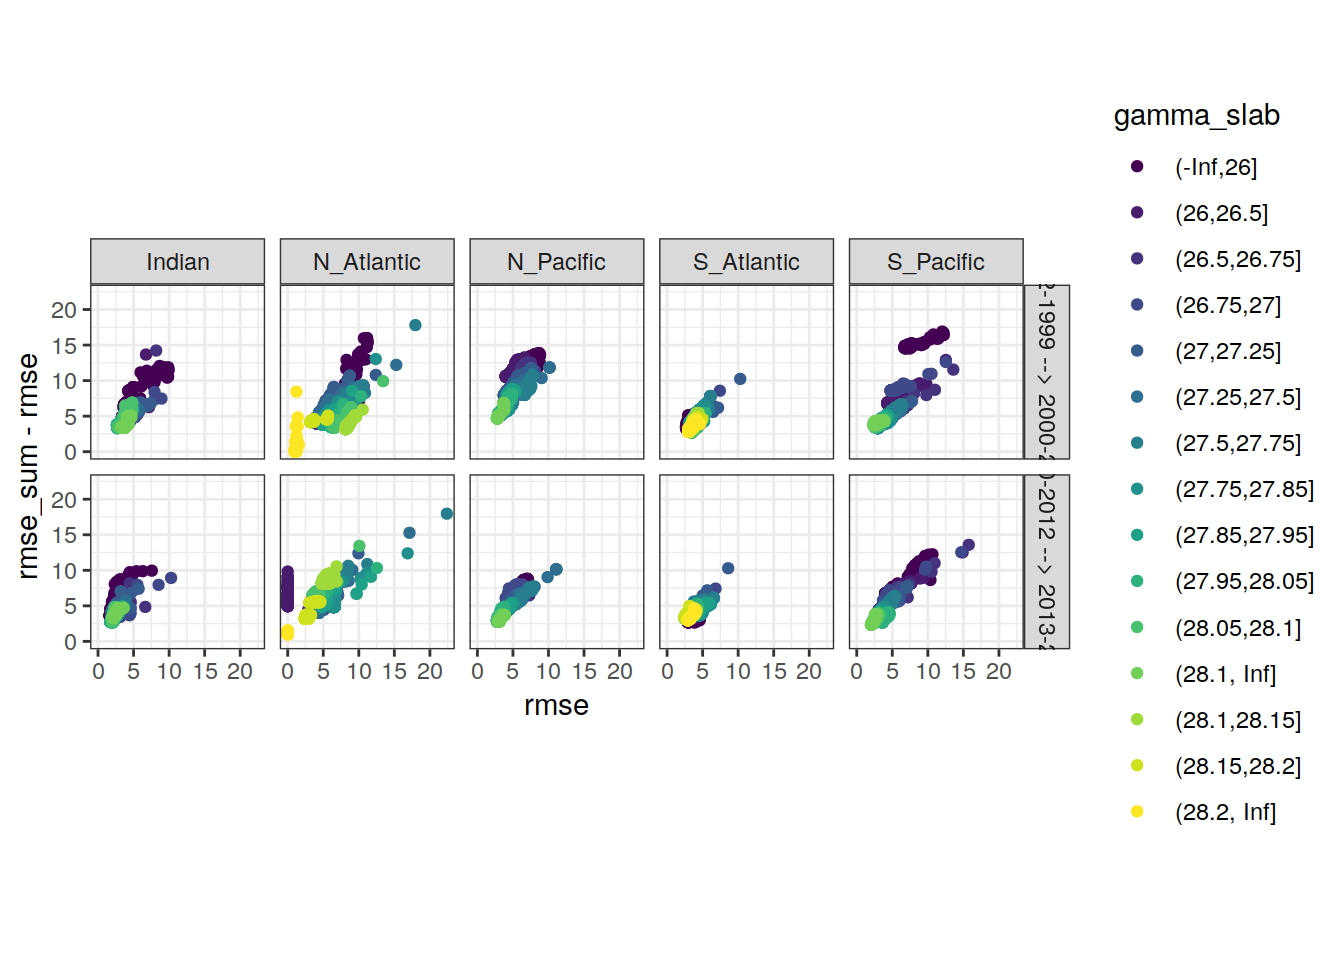 gamma_slab
(-Inf,26]
(26,26.5]
(26.5,26.75]
(26.75,27]
(27,27.25]
(27.25,27.5]
(27.5,27.75]
(27.75,27.85]
(27.85,27.95]
(27.95,28.05]
(28.05,28.1]
(28.1, Inf]
(28.1,28.15]
(28.15,28.2]
(28.2, Inf]
Indian N_Atlantic N_Pacific S_Atlantic S_Pacific
20
15
10
5
0
-1999 --> 2000-
20
15
10
5
0
-2012 --> 2013-
0 5 10 15 20 0 5 10 15 20 0 5 10 15 20 0 5 10 15 20 0 5 10 15 20
rmse
rmse_sum - rmse